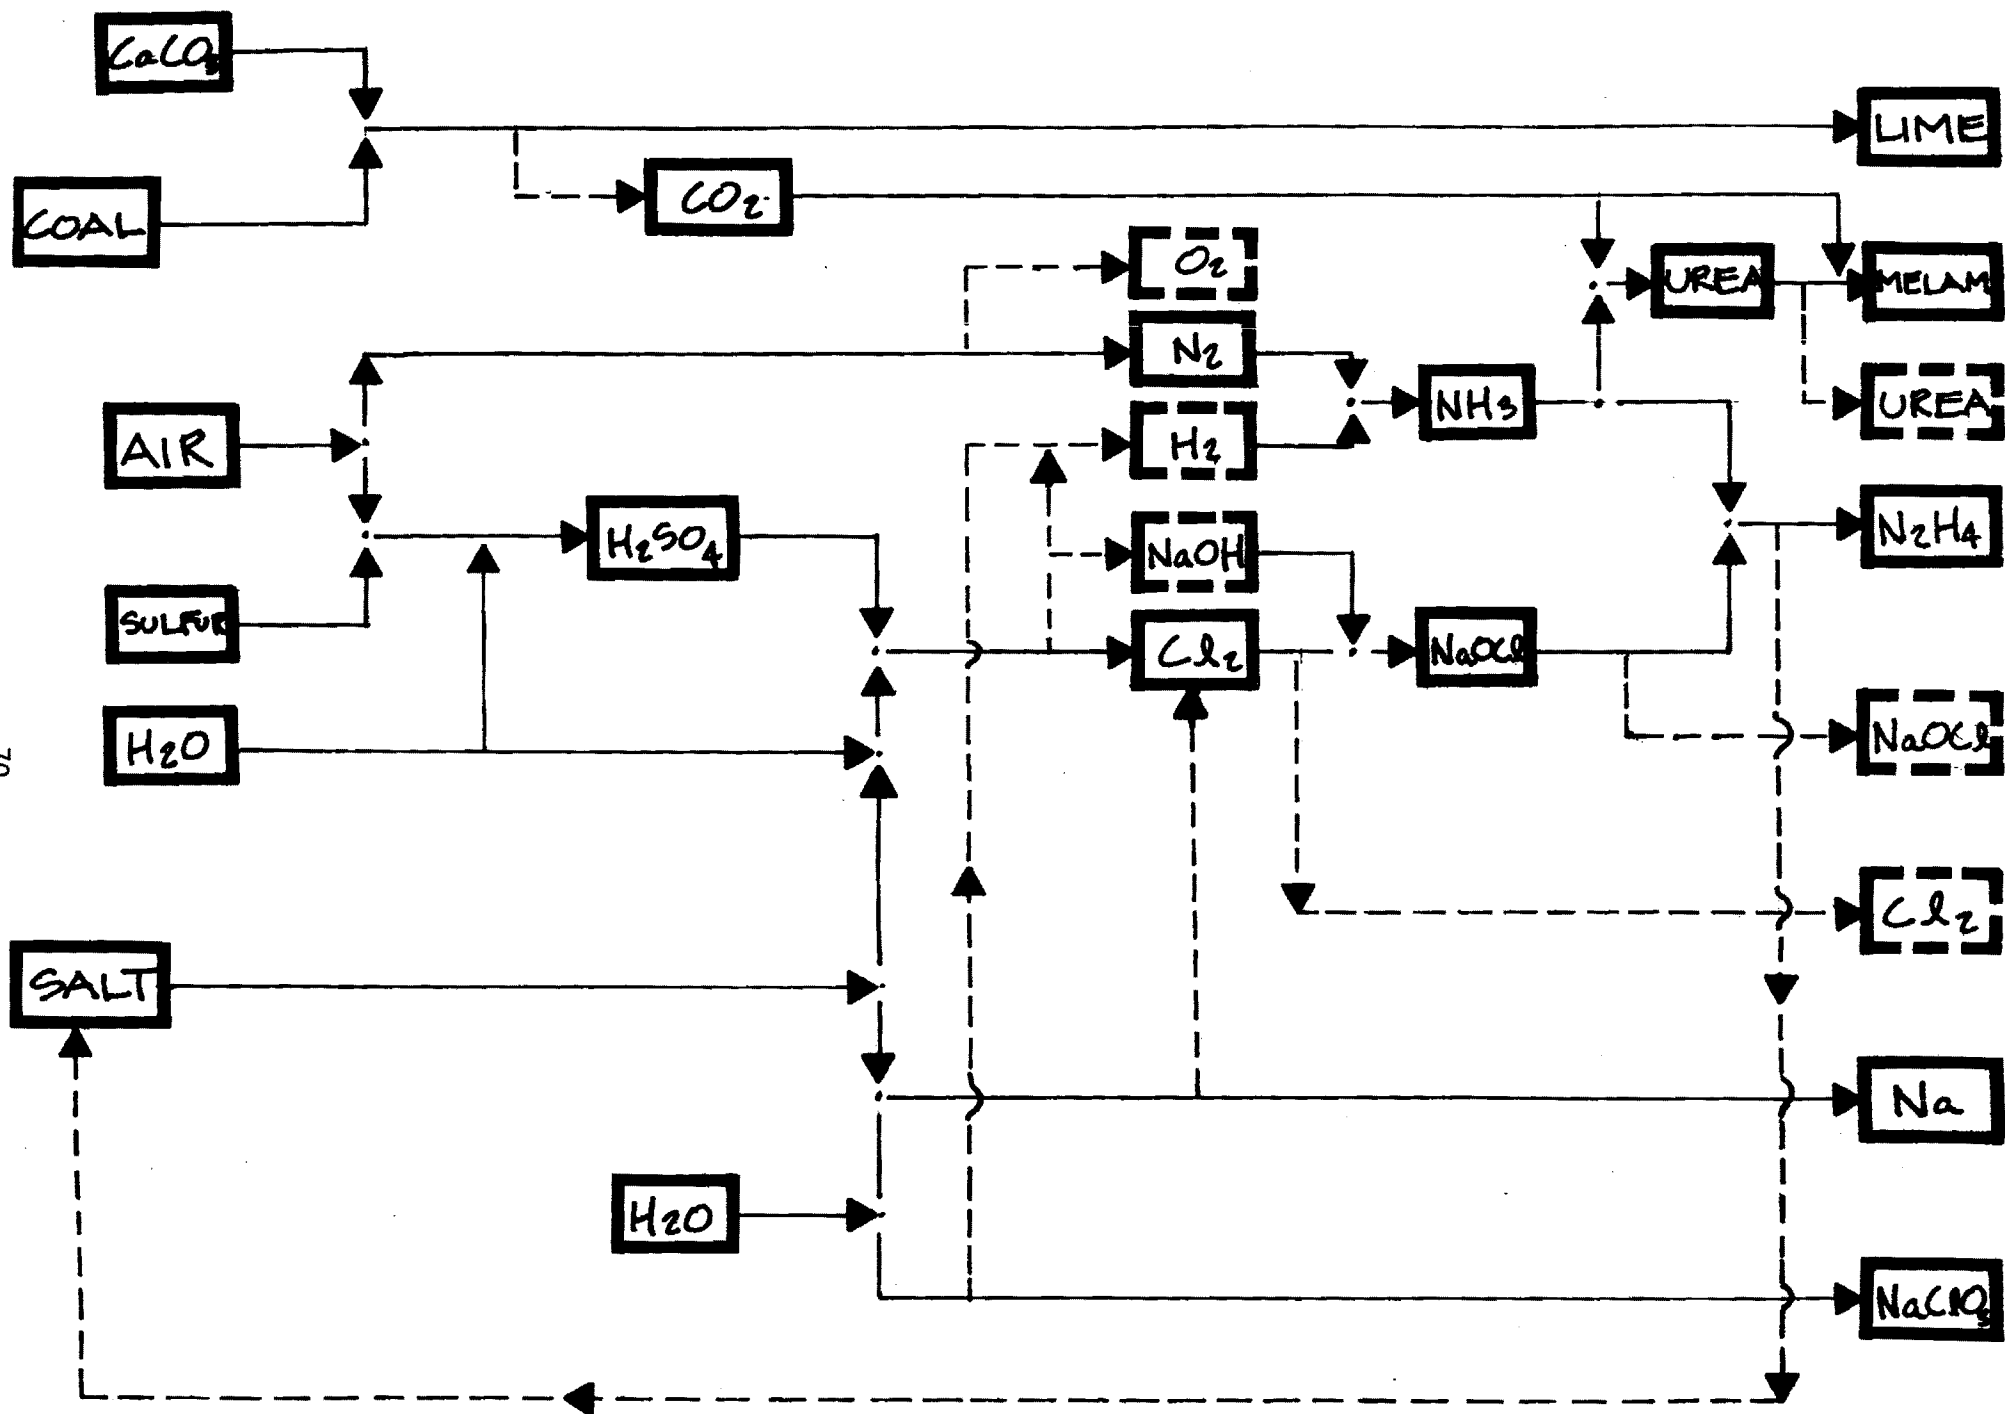 CaCO3
LIME
COAL
CO2
O2
UREA
MELAM
N2
AIR
NH3
UREA
H2
H2SO4
N2H4
NaOH
SULFUR
Cl2
NaOCl
H2O
NaOCl
Cl2
SALT
Na
H2O
NaClO3